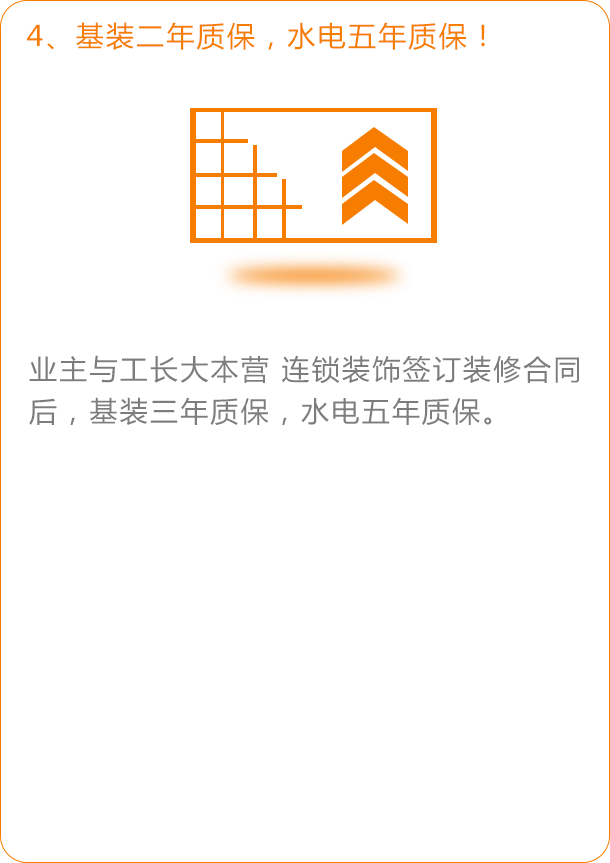 4、基装二年质保，水电五年质保！
业主与工长大本营 连锁装饰签订装修合同
后，基装三年质保，水电五年质保。